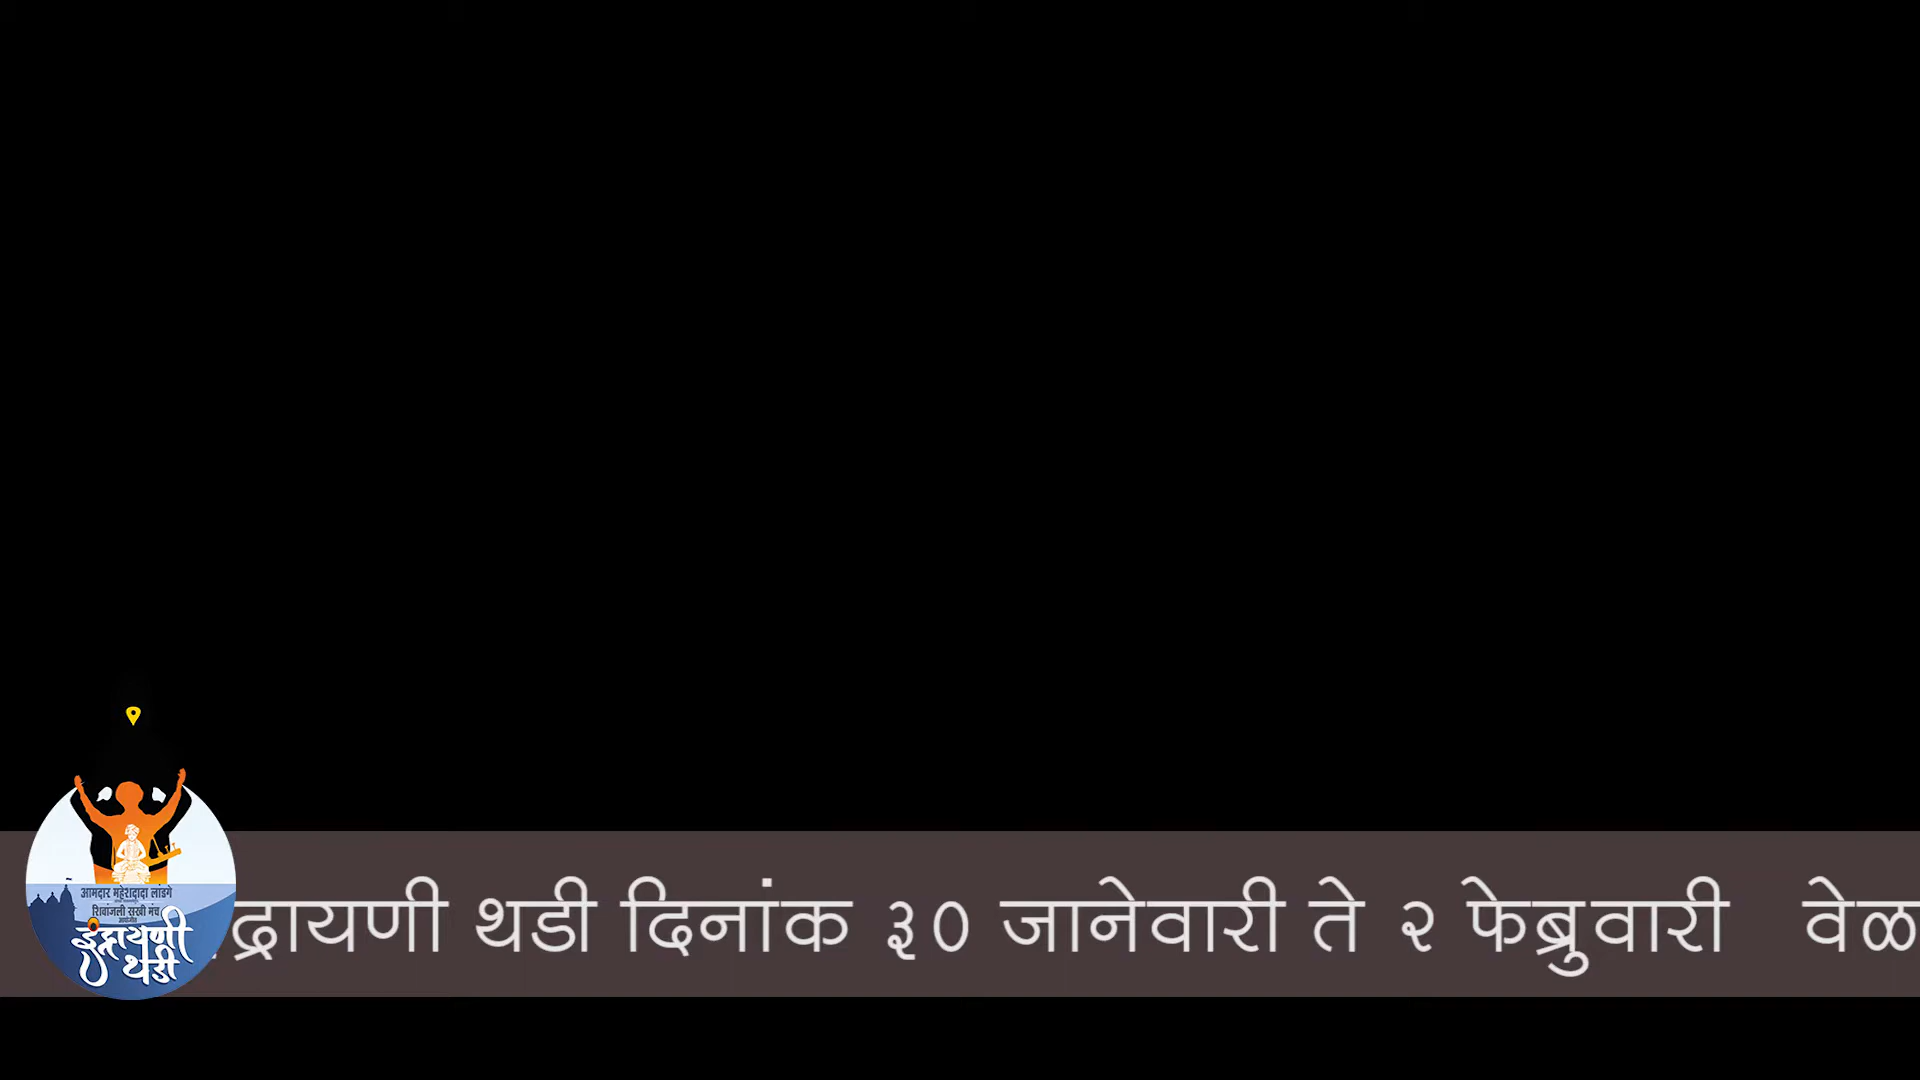 आमदार महेशदादा लांडगे
शिवांजली सखी मंच
इंद्रायणी
थडी
द्रायणी थडी दिनांक ३० जानेवारी ते २ फेब्रुवारी वेळ